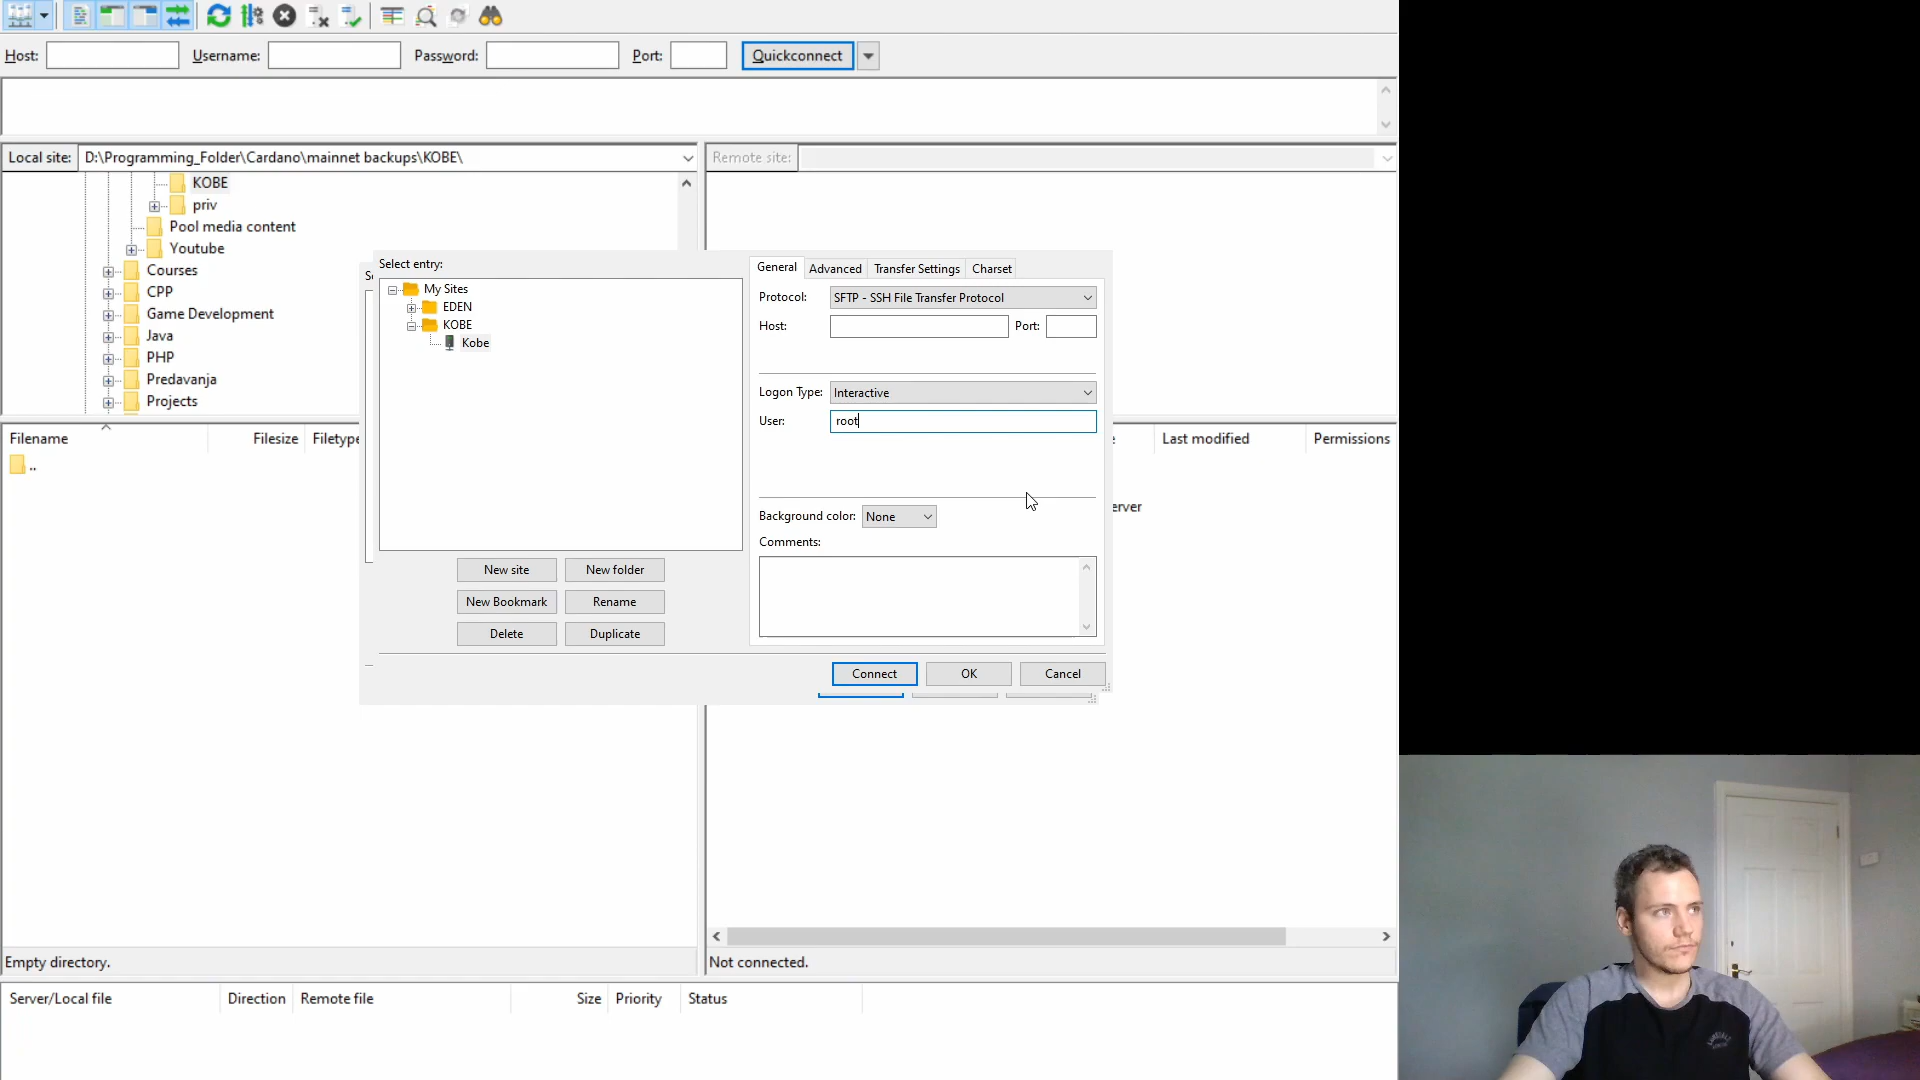 Host: Username: Password: Port: Quickconnect
Local site: D:\Programming_Folder\Cardano\mainnet backups\KOBE\
Remote site:
KOBE
priv
Pool media content
Youtube
Courses
CPP
Game Development
Java
PHP
Predavanja
Projects
Select entry:
My Sites
EDEN
KOBE
Kobe
New site New folder
New Bookmark Rename
Delete Duplicate
General Advanced Transfer Settings Charset
Protocol: SFTP - SSH File Transfer Protocol
Host: Port:
Logon Type: Interactive
User: root
Background color: None
Comments:
Connect OK Cancel
Filename Filesize Filetype
..
Last modified Permissions
Empty directory.
Not connected.
Server/Local file Direction Remote file Size Priority Status